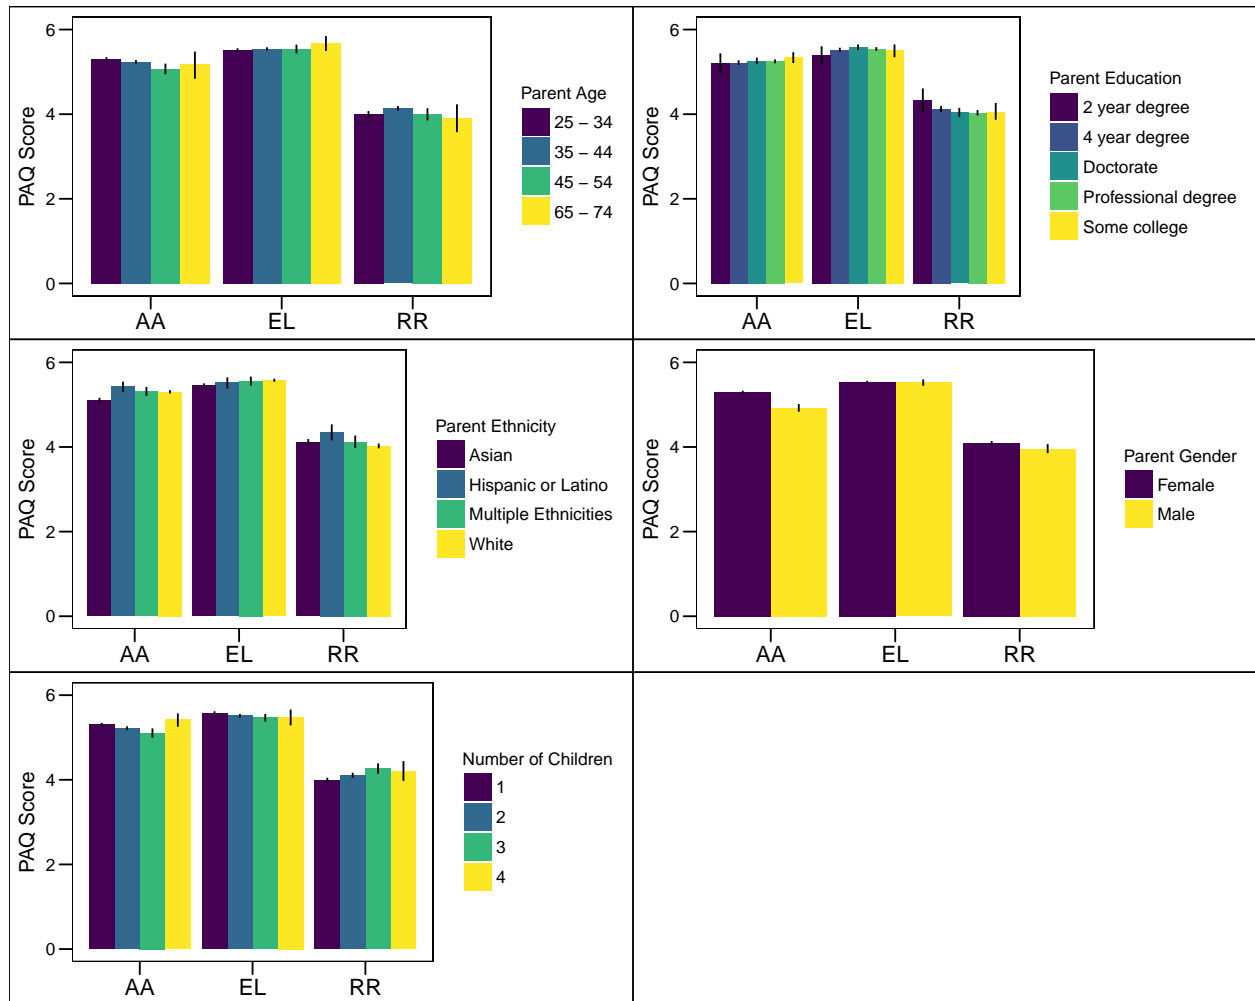 6
4
2
0
PAQ Score
AA EL RR
Parent Age
25 – 34
35 – 44
45 – 54
65 – 74
6
4
2
0
PAQ Score
AA EL RR
Parent Education
2 year degree
4 year degree
Doctorate
Professional degree
Some college
6
4
2
0
PAQ Score
AA EL RR
Parent Ethnicity
Asian
Hispanic or Latino
Multiple Ethnicities
White
6
4
2
0
PAQ Score
AA EL RR
Parent Gender
Female
Male
6
4
2
0
PAQ Score
AA EL RR
Number of Children
1
2
3
4